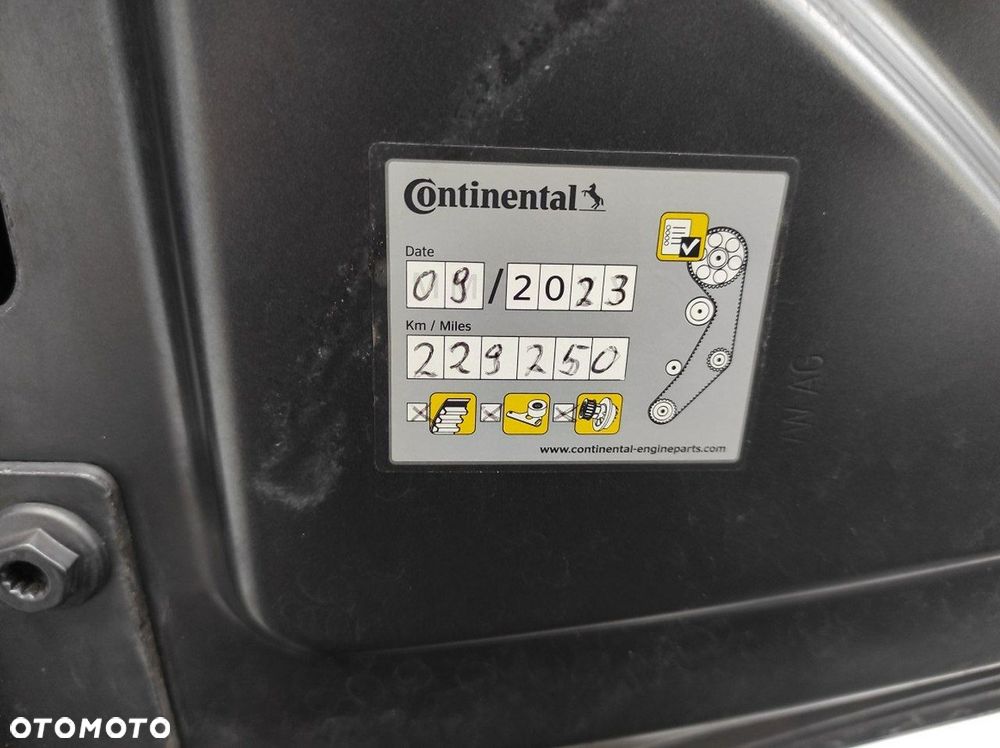 Continental
Date
09/2023
Km / Miles
229250
www.continental-engineparts.com
OTOMOTO